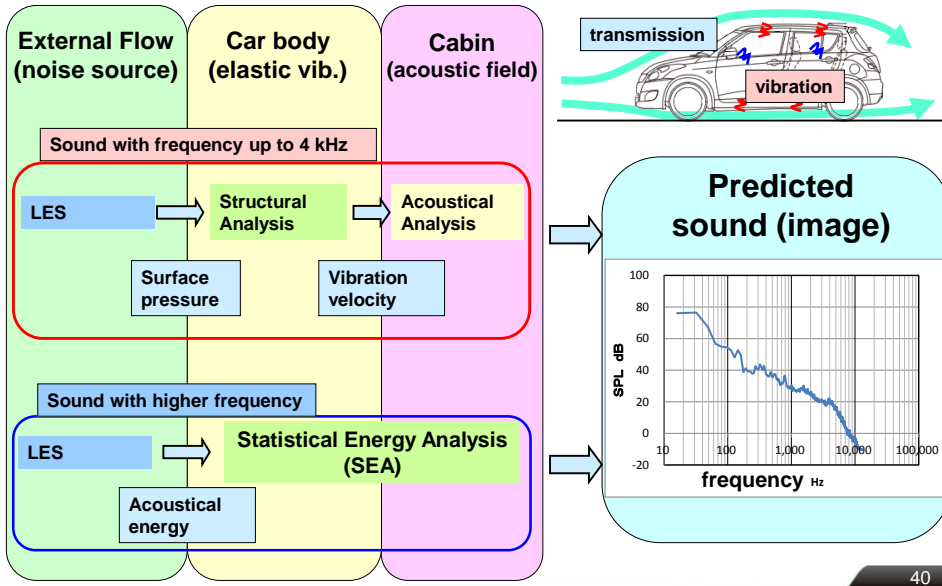 External Flow
(noise source)
Car body
(elastic vib.)
Cabin
(acoustic field)
transmission
vibration
Sound with frequency up to 4 kHz
LES
Structural
Analysis
Acoustical
Analysis
Surface
pressure
Vibration
velocity
Sound with higher frequency
LES
Statistical Energy Analysis
(SEA)
Acoustical
energy
Predicted
sound (image)
100
80
60
40
20
0
-20
SPL dB
10
100
1,000
10,000
100,000
frequency Hz
40